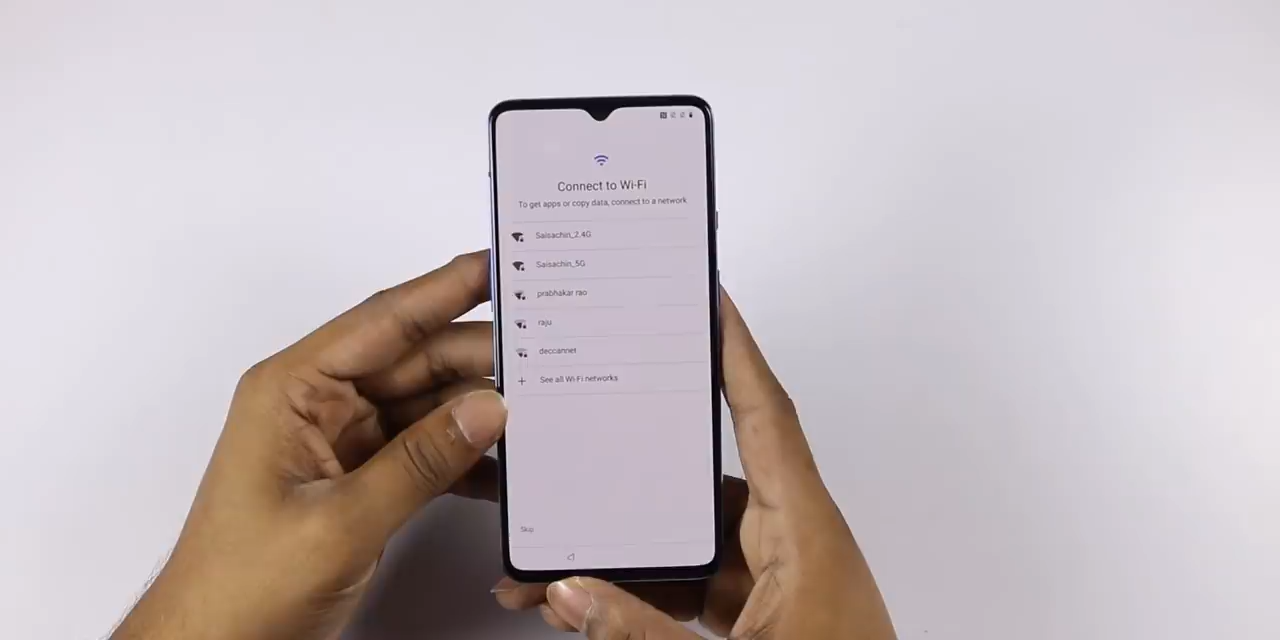 Connect to Wi-Fi
To get apps or copy data, connect to a network
Saisachin_2.4G
Saisachin_5G
prabhakar rao
raju
deccannet
See all Wi-Fi networks
Skip